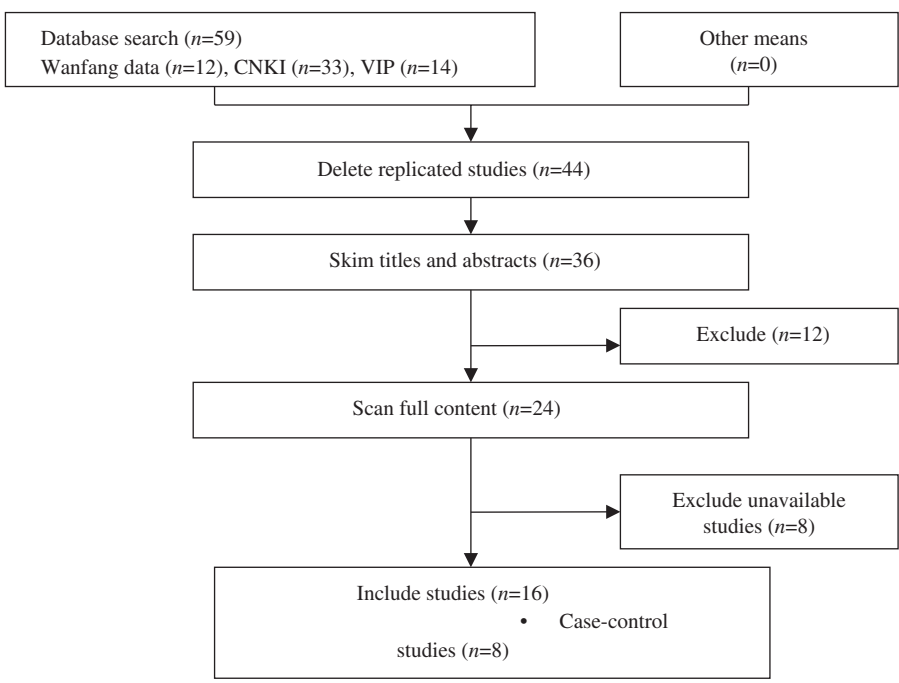 Database search (n=59)
Wanfang data (n=12), CNKI (n=33), VIP (n=14)
Other means
(n=0)
Delete replicated studies (n=44)
Skim titles and abstracts (n=36)
Exclude (n=12)
Scan full content (n=24)
Exclude unavailable
studies (n=8)
Include studies (n=16)
• Case-control
studies (n=8)